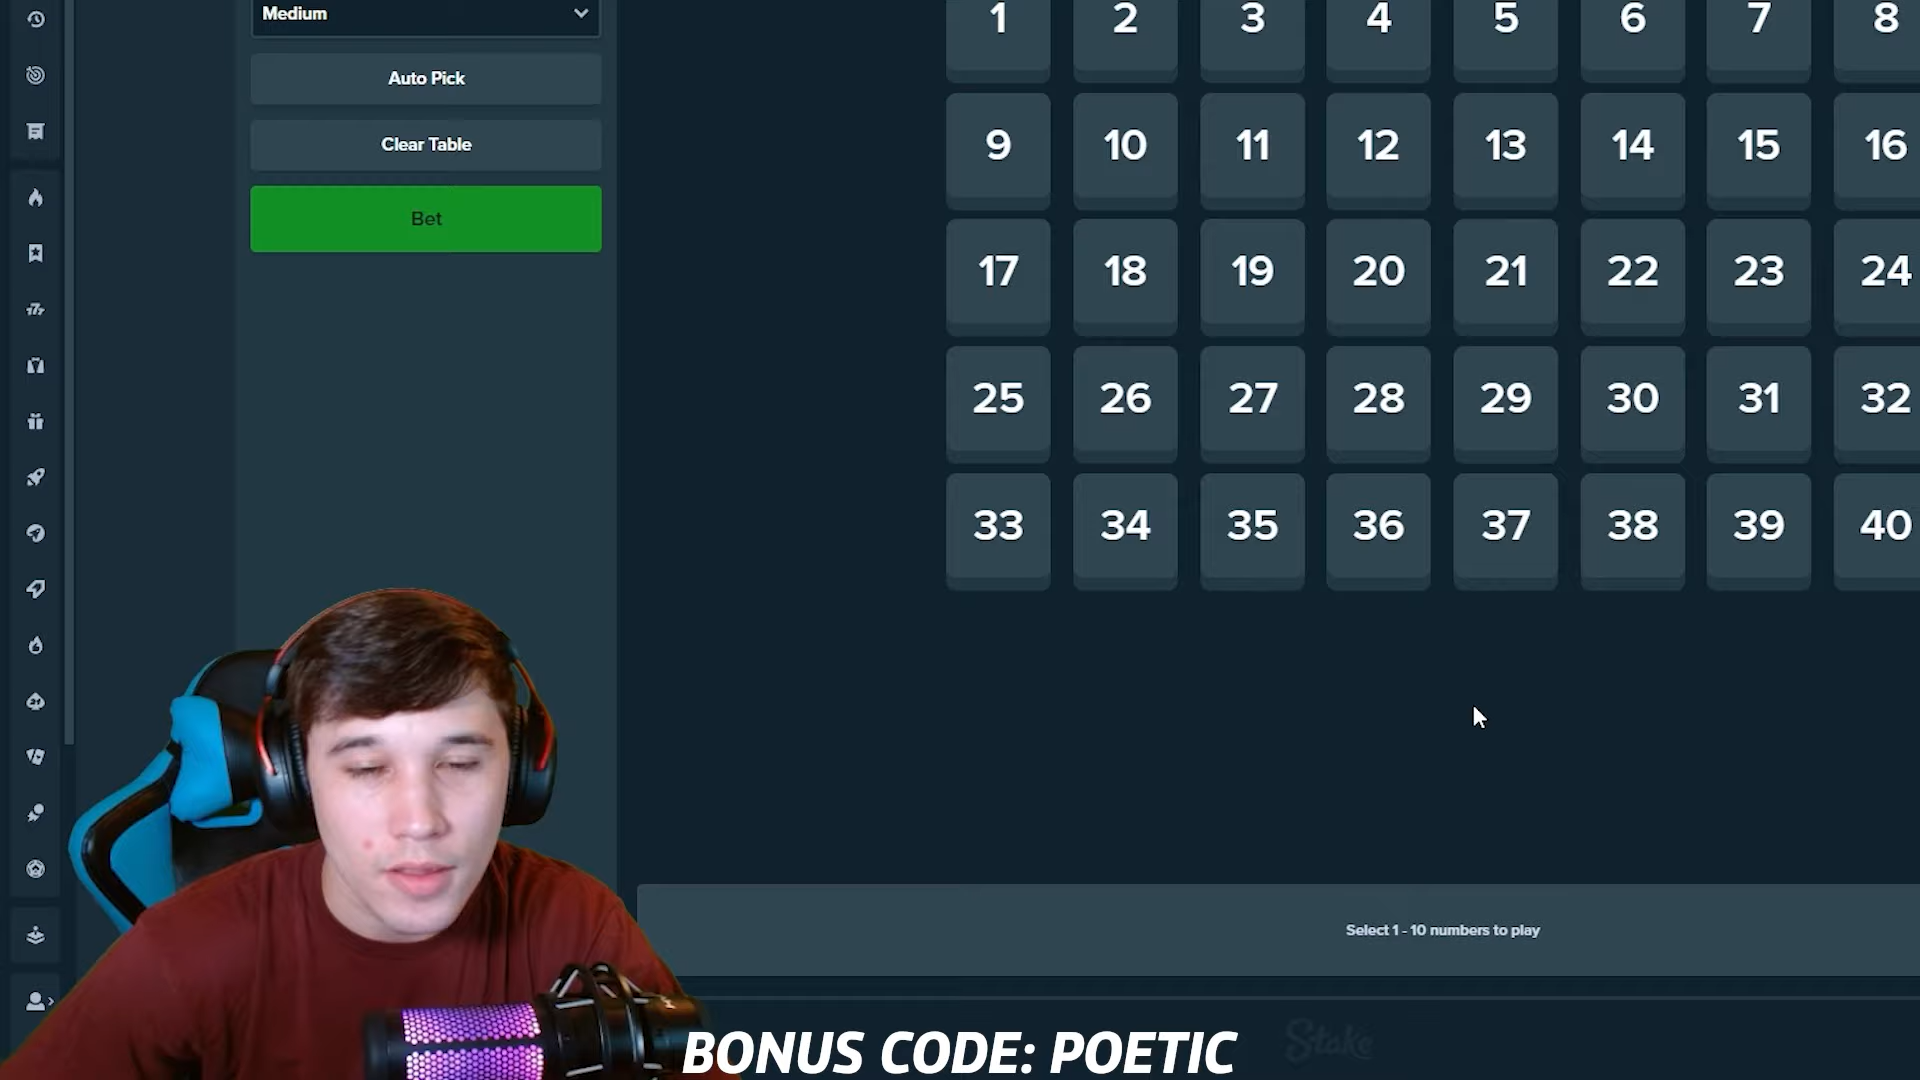 Medium
Auto Pick
Clear Table
Bet
1 2 3 4 5 6 7 8
9 10 11 12 13 14 15 16
17 18 19 20 21 22 23 24
25 26 27 28 29 30 31 32
33 34 35 36 37 38 39 40
Select 1 - 10 numbers to play
Stake
BONUS CODE: POETIC